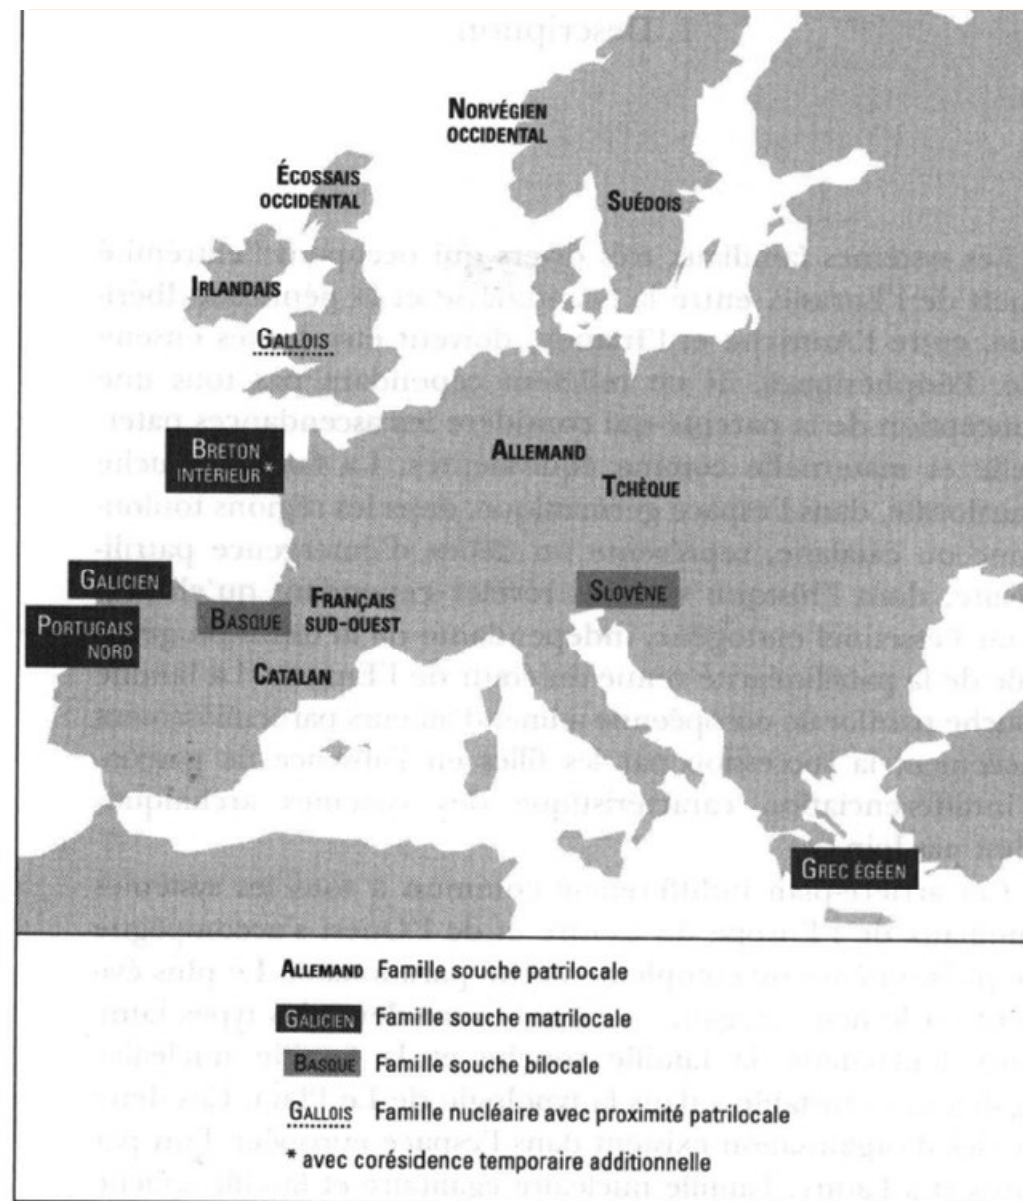 NORVÉGIEN
OCCIDENTAL
ÉCOSSAIS
OCCIDENTAL
SUÉDOIS
IRLANDAIS
GALLOIS
BRETON
INTÉRIEUR*
ALLEMAND
TCHÈQUE
GALICIEN
SLOVÈNE
PORTUGAIS
NORD
BASQUE
FRANÇAIS
SUD-OUEST
CATALAN
GREC ÉGÉEN
ALLEMAND Famille souche patrilocale
GALICIEN Famille souche matrilocale
BASQUE Famille souche bilocale
GALLOIS Famille nucléaire avec proximité patrilocale
* avec corésidence temporaire additionnelle